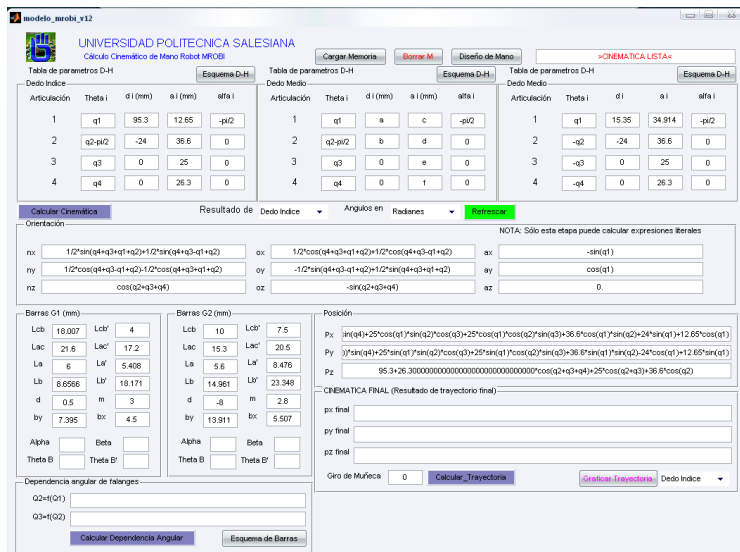 modelo_mrobi_v12
UNIVERSIDAD POLITECNICA SALESIANA
Cálculo Cinemático de Mano Robot MROBI
Cargar Memoria Borrar M Diseño de Mano >CINEMATICA LISTA<
Tabla de parametros D-H Esquema D-H Tabla de parametros D-H Esquema D-H Tabla de parametros D-H Esquema D-H
Dedo Indice Dedo Medio Dedo Medio
Articulación Theta i d i (mm) a i (mm) alfa i Articulación Theta i d i (mm) a i (mm) alfa i Articulación Theta i d i a i alfa i
1 q1 95.3 12.65 -pi/2 1 q1 a c -pi/2 1 q1 15.35 34.914 -pi/2
2 q2-pi/2 -24 36.6 0 2 q2-pi/2 b d 0 2 -q2 -24 36.6 0
3 q3 0 25 0 3 q3 0 e 0 3 -q3 0 25 0
4 q4 0 26.3 0 4 q4 0 f 0 4 -q4 0 26.3 0
Calcular Cinemática Resultado de Dedo Indice Angulos en Radianes Refrescar
Orientación
NOTA: Sólo esta etapa puede calcular expresiones literales
nx 1/2*sin(q4+q3+q1+q2)+1/2*sin(q4+q3-q1+q2) ox 1/2*cos(q4+q3+q1+q2)+1/2*cos(q4+q3-q1+q2) ax -sin(q1)
ny 1/2*cos(q4+q3-q1+q2)-1/2*cos(q4+q3+q1+q2) oy -1/2*sin(q4+q3-q1+q2)+1/2*sin(q4+q3+q1+q2) ay cos(q1)
nz cos(q2+q3+q4) oz -sin(q2+q3+q4) az 0.
Barras G1 (mm) Barras G2 (mm) Posición
Lcb 18.007 Lcb' 4 Lcb 10 Lcb' 7.5 Px sin(q4)+25*cos(q1)*sin(q2)*cos(q3)+25*cos(q1)*cos(q2)*sin(q3)+36.6*cos(q1)*sin(q2)+24*sin(q1)+12.65*cos(q1)
Lac 21.6 Lac' 17.2 Lac 15.3 Lac' 20.5 Py ))*sin(q4)+25*sin(q1)*sin(q2)*cos(q3)+25*sin(q1)*cos(q2)*sin(q3)+36.6*sin(q1)*sin(q2)-24*cos(q1)+12.65*sin(q1)
La 6 La' 5.408 La 5.6 La' 8.476 Pz
Lb 8.6566 Lb' 18.171 Lb 14.961 Lb' 23.348 CINEMATICA FINAL (Resultado de trayectorio final)
d 0.5 m 3 d -8 m 2.8 px final
by 7.395 bx 4.5 by 13.911 bx 5.507 py final
Alpha Beta Alpha Beta pz final
Theta B Theta B' Theta B Theta B' Giro de Muñeca 0 Calcular_Trayectoria Graficar Trayectoria Dedo Indice
Dependencia angular de falanges
Q2=f(Q1)
Q3=f(Q2)
Calcular Dependencia Angular Esquema de Barras